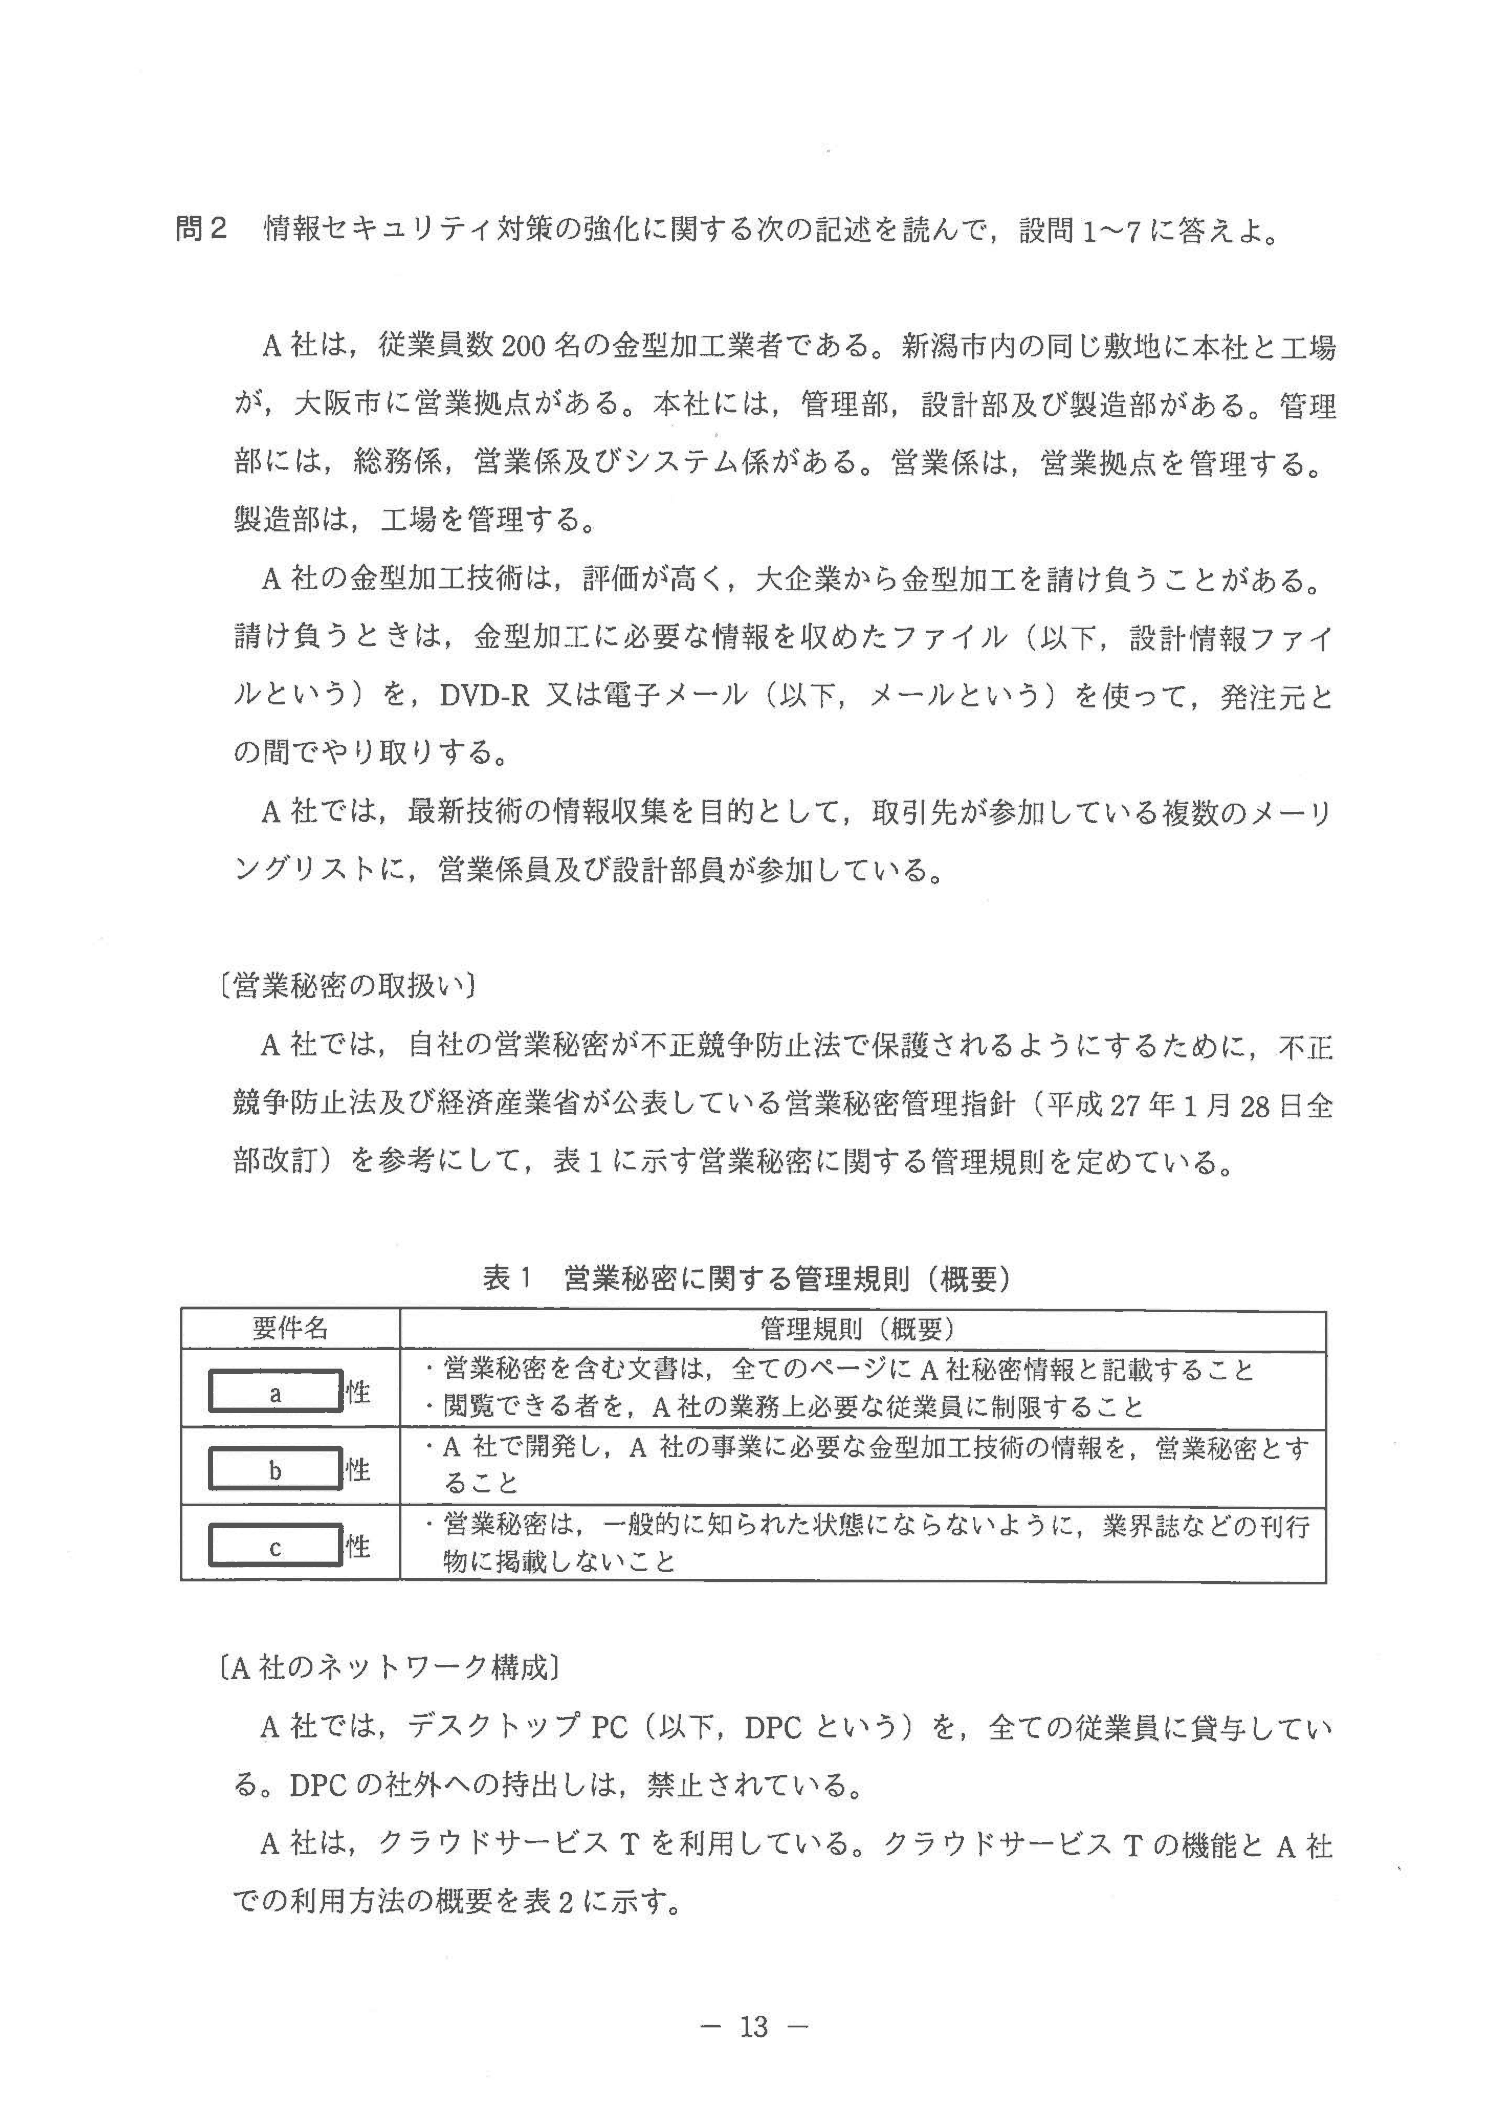 問2 情報セキュリティ対策の強化に関する次の記述を読んで，設問1～7に答えよ。
A 社は，従業員数 200 名の金型加工業者である。新潟市内の同じ敷地に本社と工場
が，大阪市に営業拠点がある。本社には，管理部，設計部及び製造部がある。管理
部には，総務係，営業係及びシステム係がある。営業係は，営業拠点を管理する。
製造部は，工場を管理する。
A 社の金型加工技術は，評価が高く，大企業から金型加工を請け負うことがある。
請け負うときは，金型加工に必要な情報を収めたファイル（以下，設計情報ファイ
ルという）を，DVD-R 又は電子メール（以下，メールという）を使って，発注元と
の間でやり取りする。
A 社では，最新技術の情報収集を目的として，取引先が参加している複数のメーリ
ングリストに，営業係員及び設計部員が参加している。
〔営業秘密の取扱い〕
A 社では，自社の営業秘密が不正競争防止法で保護されるようにするために，不正
競争防止法及び経済産業省が公表している営業秘密管理指針（平成 27 年 1 月 28 日全
部改訂）を参考にして，表 1 に示す営業秘密に関する管理規則を定めている。
表 1 営業秘密に関する管理規則（概要）
要件名 管理規則（概要）
a 性
・営業秘密を含む文書は，全てのページに A 社秘密情報と記載すること
・閲覧できる者を，A 社の業務上必要な従業員に制限すること
b 性
・A 社で開発し，A 社の事業に必要な金型加工技術の情報を，営業秘密とす
ること
c 性
・営業秘密は，一般的に知られた状態にならないように，業界誌などの刊行
物に掲載しないこと
〔A 社のネットワーク構成〕
A 社では，デスクトップ PC（以下，DPC という）を，全ての従業員に貸与してい
る。DPC の社外への持出しは，禁止されている。
A 社は，クラウドサービス T を利用している。クラウドサービス T の機能と A 社
での利用方法の概要を表 2 に示す。
－ 13 －